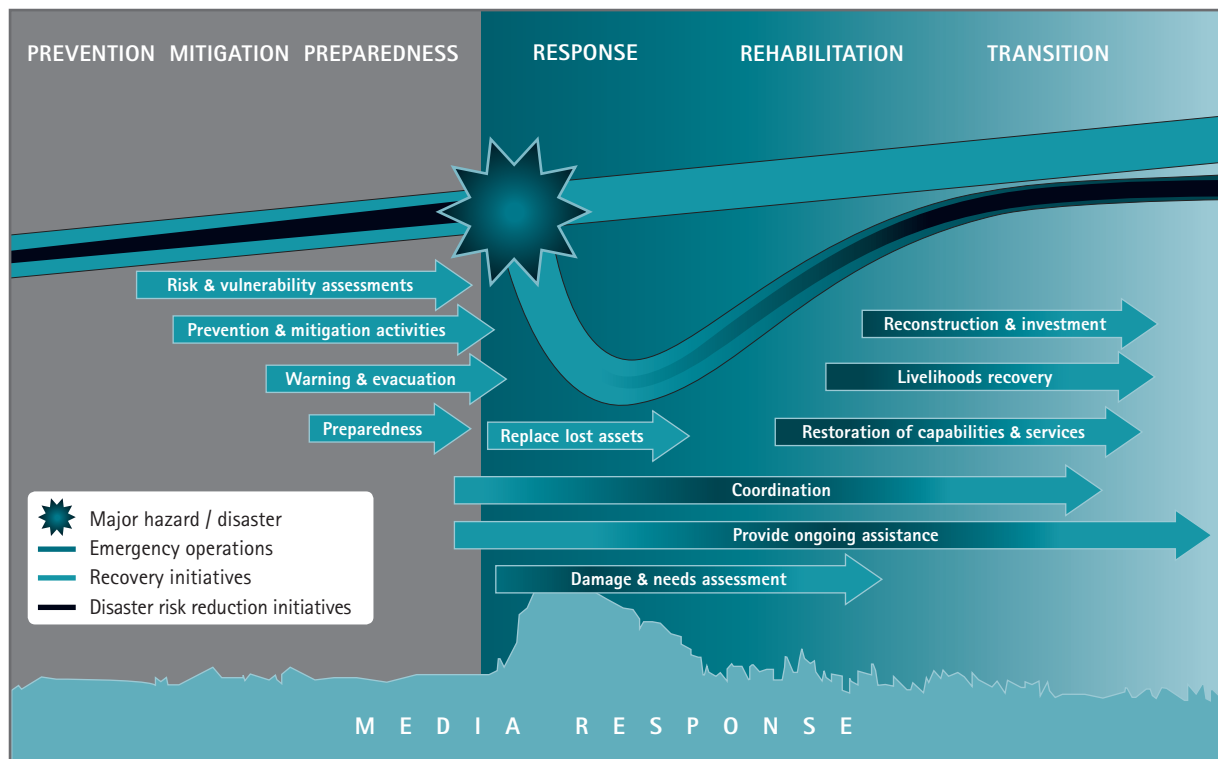 PREVENTION MITIGATION PREPAREDNESS RESPONSE REHABILITATION TRANSITION
Risk & vulnerability assessments
Prevention & mitigation activities
Warning & evacuation
Preparedness
Replace lost assets
Reconstruction & investment
Livelihoods recovery
Restoration of capabilities & services
Coordination
Provide ongoing assistance
Damage & needs assessment
Major hazard / disaster
Emergency operations
Recovery initiatives
Disaster risk reduction initiatives
MEDIA RESPONSE